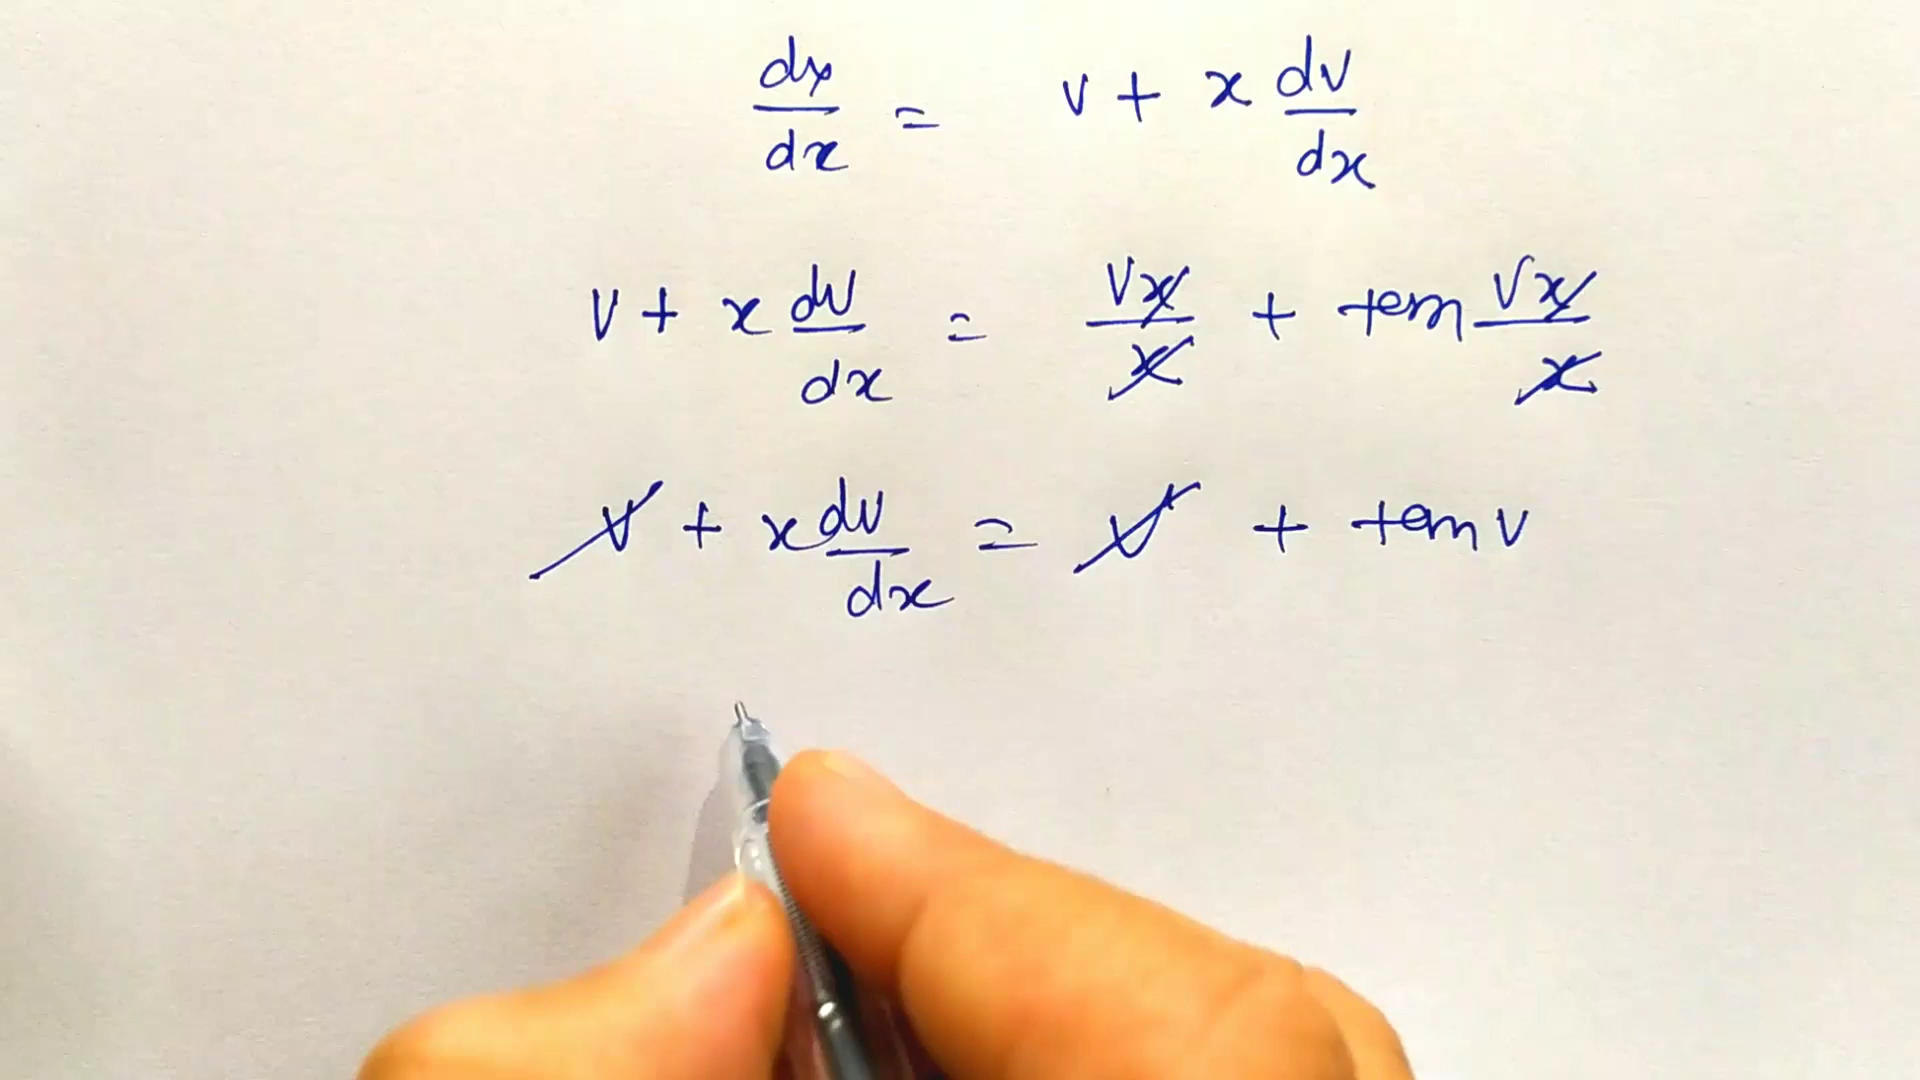 dy/dx = v + x dv/dx
v + x dv/dx = vx/x + tan vx/x
v + x dv/dx = v + tan v